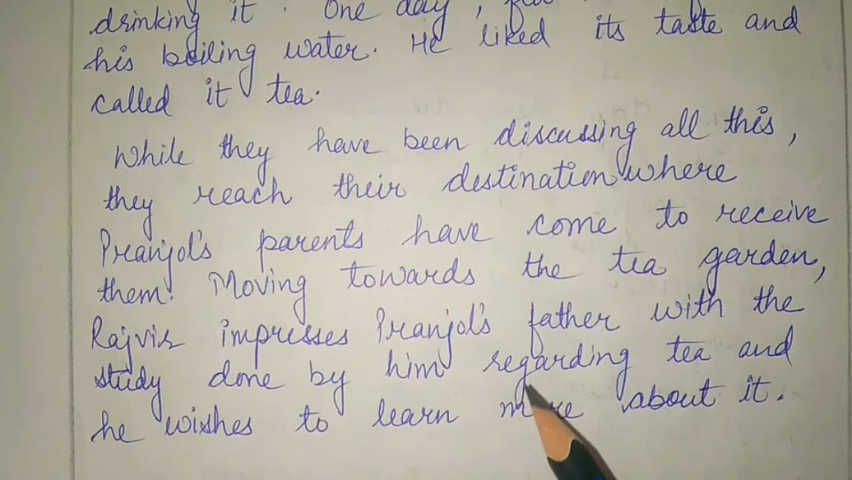 drinking it. One day,
his boiling water. He liked its taste and
called it tea.
While they have been discussing all this,
they reach their destination where
Pranjol's parents have come to receive
them. Moving towards the tea garden,
Rajvir impresses Pranjol's father with the
study done by him regarding tea and
he wishes to learn more about it.